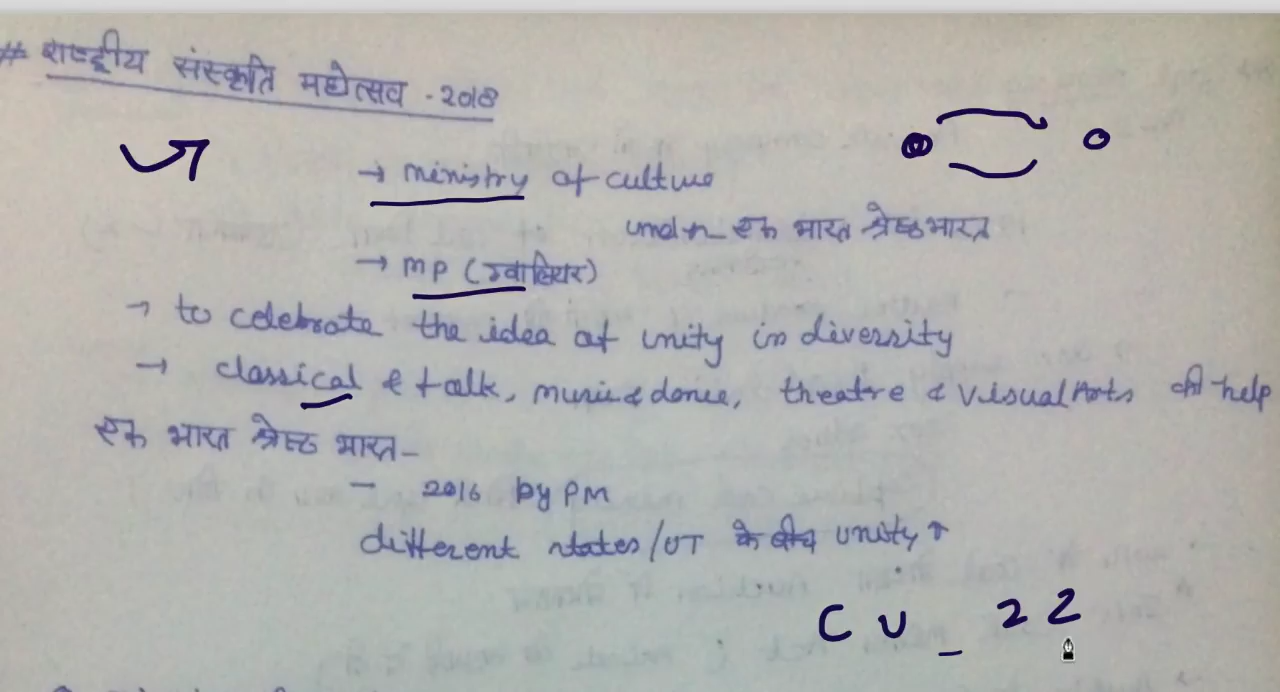 # राष्ट्रीय संस्कृति महोत्सव - 2018
→ ministry of culture
under एक भारत श्रेष्ठ भारत
→ MP (ग्वालियर)
→ to celebrate the idea of unity in diversity
→ classical & folk, music & dance, theatre & visual Arts की help
एक भारत श्रेष्ठ भारत -
- 2016 by PM
different states/UT के बीच unity ↑
CU _ 22